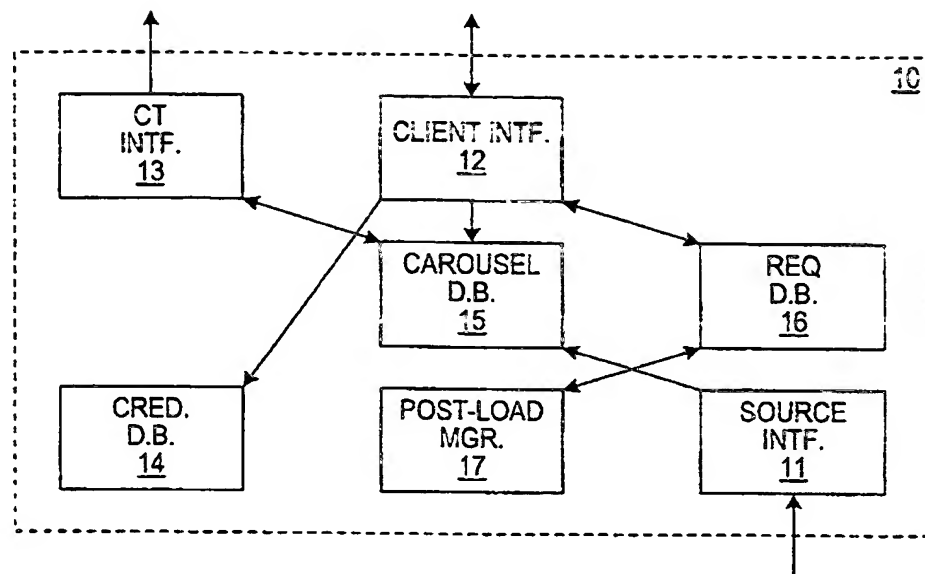 10
CT
INTF.
13
CLIENT INTF.
12
CAROUSEL
D.B.
15
REQ
D.B.
16
CRED.
D.B.
14
POST-LOAD
MGR.
17
SOURCE
INTF.
11